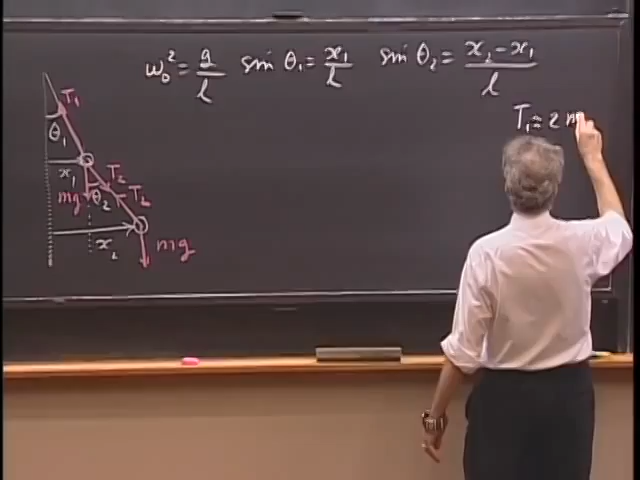 ω₀² = g/l   sin θ₁ = x₁/l   sin θ₂ = (x₂ - x₁)/l
T₁ ≈ 2 m
T₁
θ₁
x₁
T₂
T₂
mg
θ₂
x₂
mg